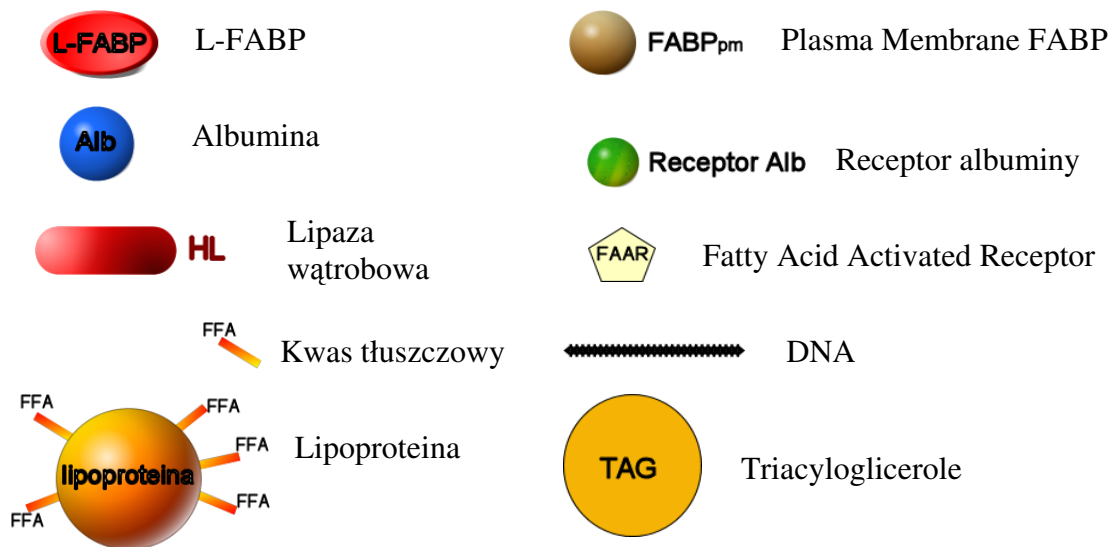 L-FABP L-FABP
FABPpm Plasma Membrane FABP
Alb Albumina
Receptor Alb Receptor albuminy
HL Lipaza
wątrobowa
FAAR Fatty Acid Activated Receptor
FFA Kwas tłuszczowy
DNA
FFA
FFA
FFA
lipoproteina Lipoproteina
FFA
FFA
TAG Triacyloglicerole